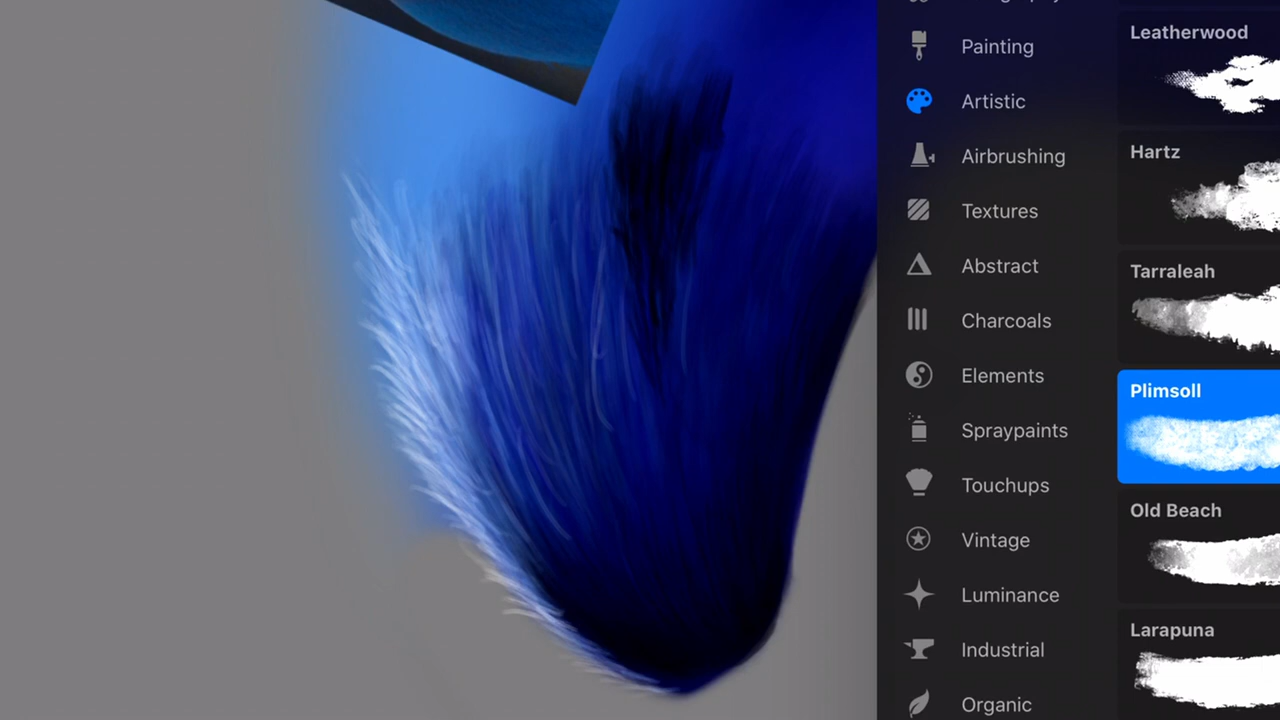 Painting
Artistic
Airbrushing
Textures
Abstract
Charcoals
Elements
Spraypaints
Touchups
Vintage
Luminance
Industrial
Organic
Leatherwood
Hartz
Tarraleah
Plimsoll
Old Beach
Larapuna